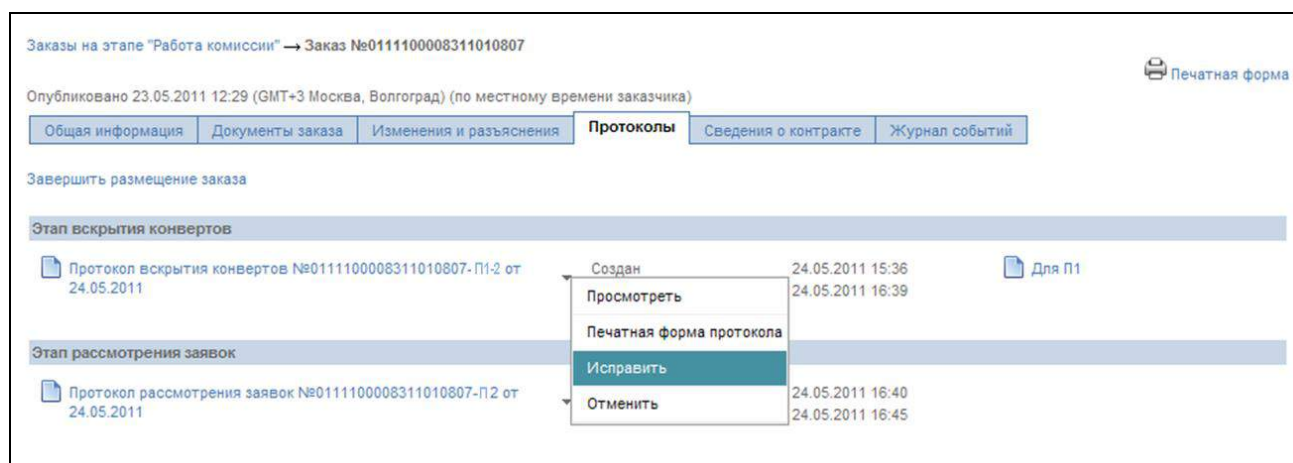 Заказы на этапе "Работа комиссии" → Заказ №0111100008311010807
Печатная форма
Опубликовано 23.05.2011 12:29 (GMT+3 Москва, Волгоград) (по местному времени заказчика)
Общая информация Документы заказа Изменения и разъяснения Протоколы Сведения о контракте Журнал событий
Завершить размещение заказа
Этап вскрытия конвертов
Протокол вскрытия конвертов №0111100008311010807-П1-2 от Создан 24.05.2011 15:36 Для П1
24.05.2011 24.05.2011 16:39
Просмотреть
Печатная форма протокола
Этап рассмотрения заявок
Исправить
Протокол рассмотрения заявок №0111100008311010807-П2 от 24.05.2011 16:40
24.05.2011 Отменить 24.05.2011 16:45